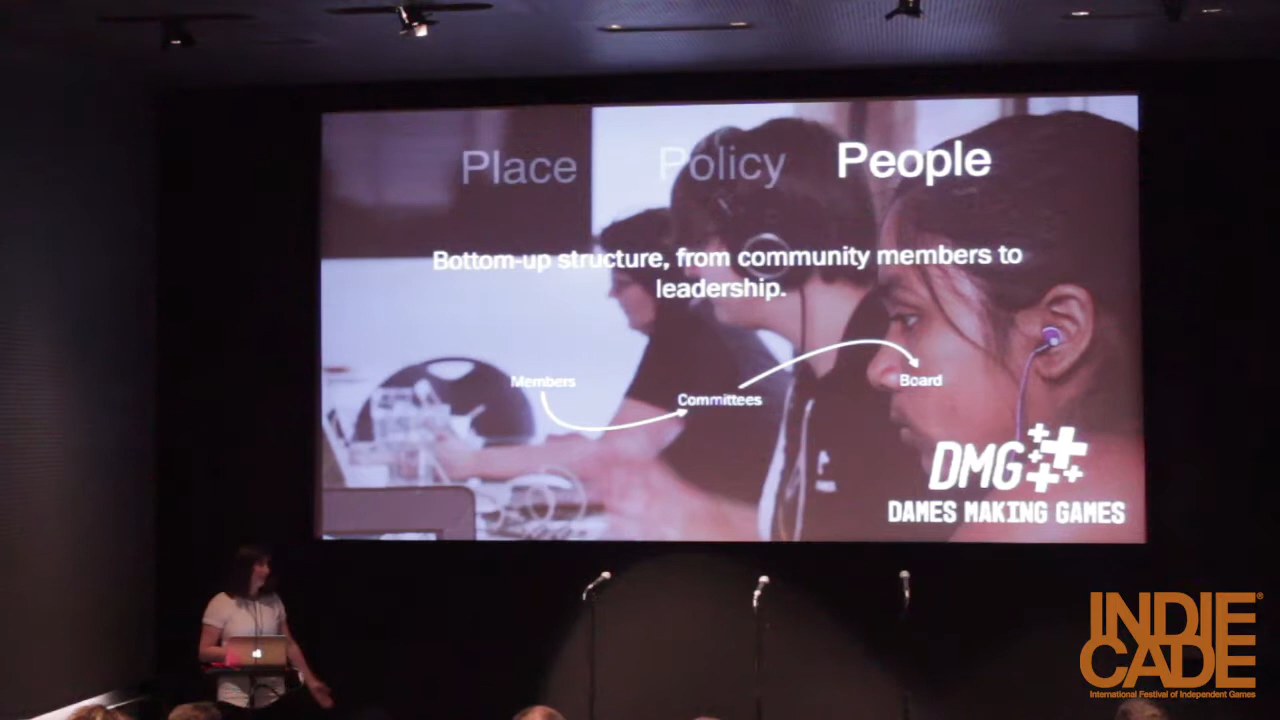 Place Policy People
Bottom-up structure, from community members to
leadership.
Members
Committees
Board
DMG
DAMES MAKING GAMES
INDIE
CADE
International Festival of Independent Games